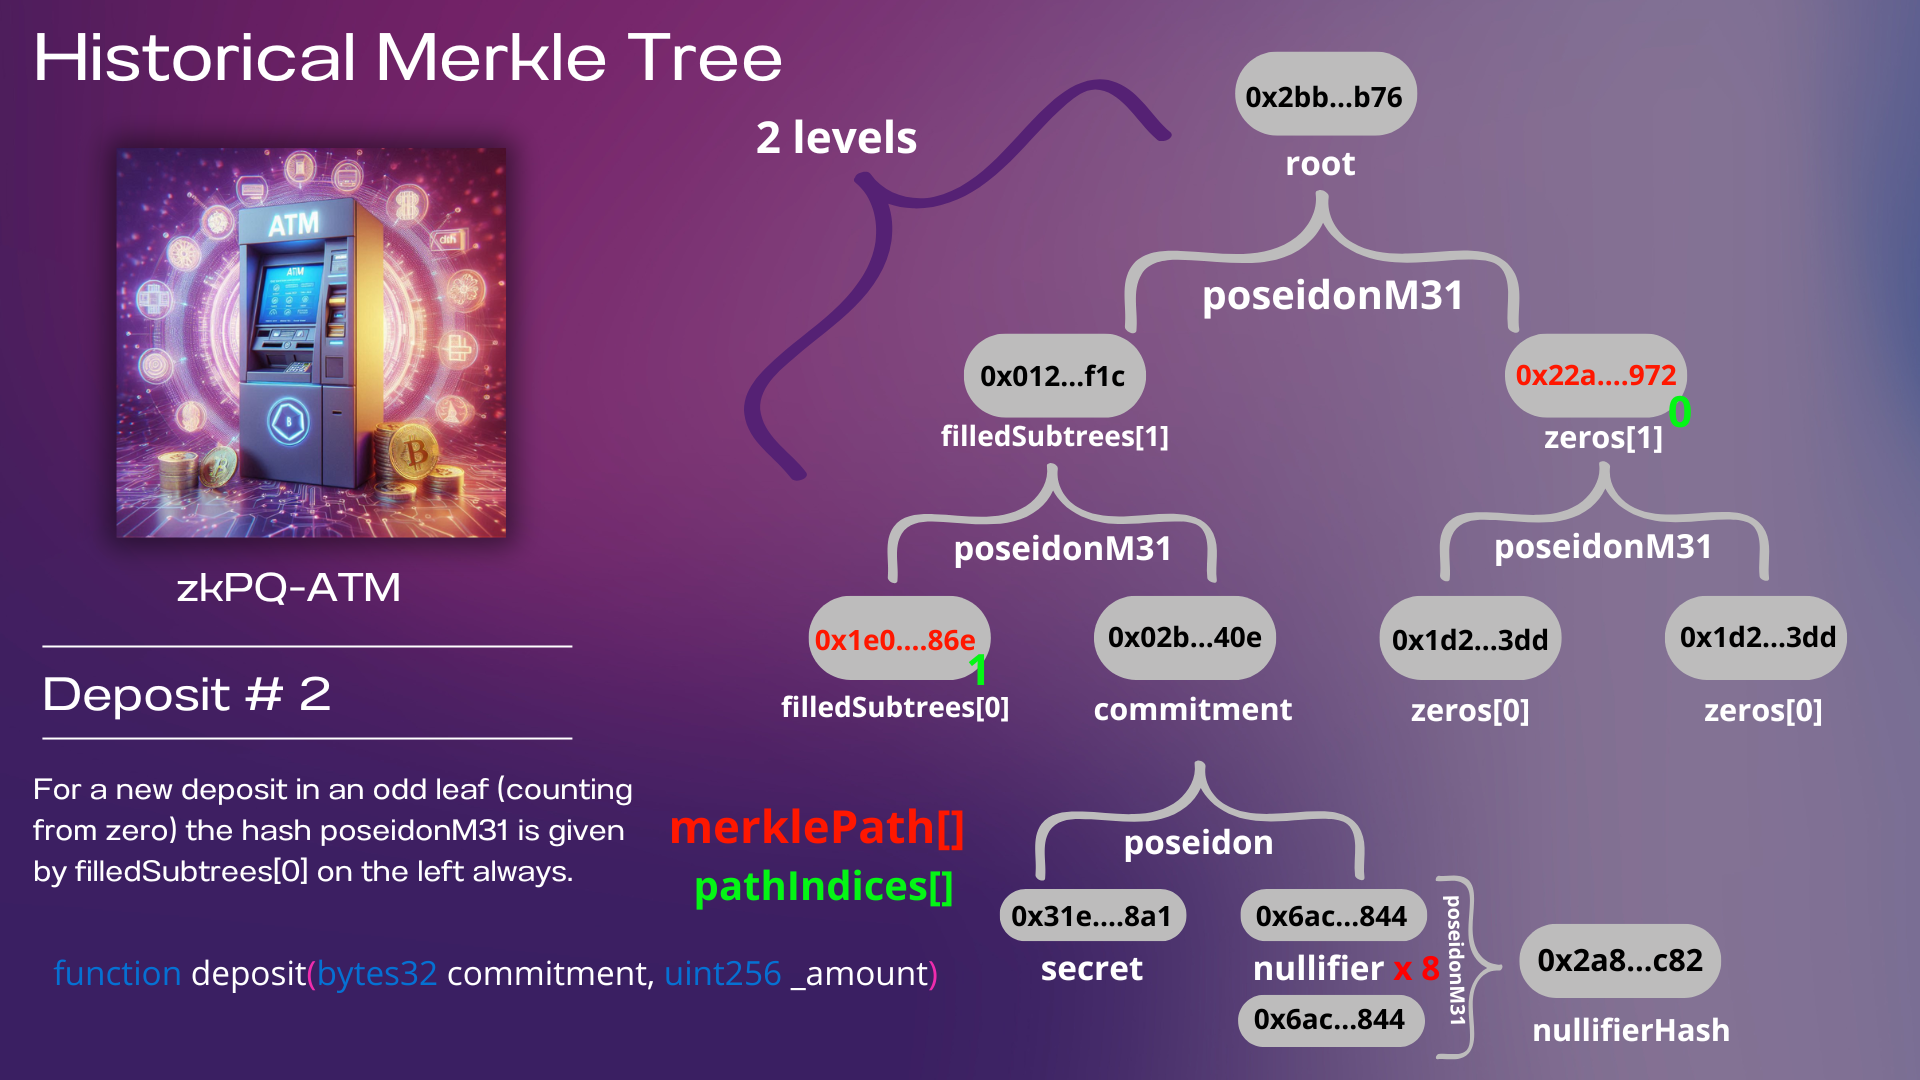 Historical Merkle Tree
2 levels
0x2bb...b76
root
poseidonM31
ATM
ATM
zkPQ-ATM
0x012...f1c
filledSubtrees[1]
0x22a....972
0
zeros[1]
poseidonM31
poseidonM31
0x1e0....86e
1
filledSubtrees[0]
0x02b...40e
commitment
0x1d2...3dd
zeros[0]
0x1d2...3dd
zeros[0]
Deposit # 2
For a new deposit in an odd leaf (counting
from zero) the hash poseidonM31 is given
by filledSubtrees[0] on the left always.
merklePath[]
pathIndices[]
function deposit(bytes32 commitment, uint256 _amount)
poseidon
0x31e....8a1
secret
0x6ac...844
nullifier x 8
0x6ac...844
poseidonM31
0x2a8...c82
nullifierHash